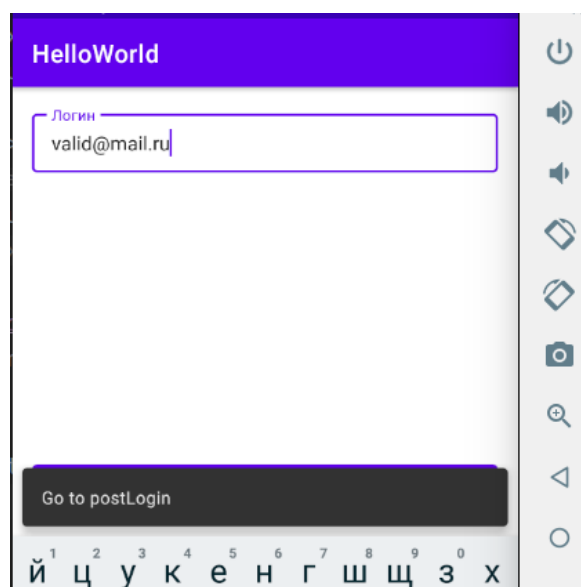 HelloWorld
Логин
valid@mail.ru
Go to postLogin
1 2 3 4 5 6 7 8 9 0
й ц у к е н г ш щ з х